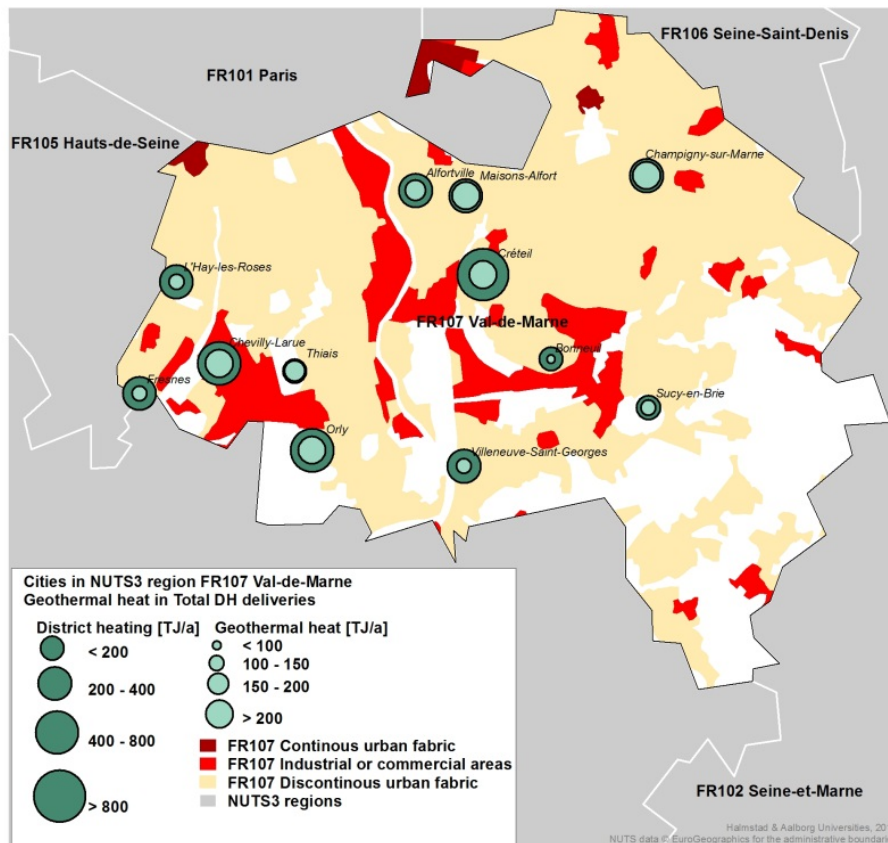 FR106 Seine-Saint-Denis
FR101 Paris
FR105 Hauts-de-Seine
Champigny-sur-Marne
Alfortville
Maisons-Alfort
Créteil
L'Hay-les-Roses
FR107 Val-de-Marne
Chevilly-Larue
Thiais
Bonneuil
Fresnes
Sucy-en-Brie
Orly
Villeneuve-Saint-Georges
Cities in NUTS3 region FR107 Val-de-Marne
Geothermal heat in Total DH deliveries
District heating [TJ/a]
< 200
200 - 400
400 - 800
> 800
Geothermal heat [TJ/a]
< 100
100 - 150
150 - 200
> 200
FR107 Continous urban fabric
FR107 Industrial or commercial areas
FR107 Discontinous urban fabric
NUTS3 regions
FR102 Seine-et-Marne
Halmstad & Aalborg Universities, 20
NUTS data © EuroGeographics for the administrative boundari